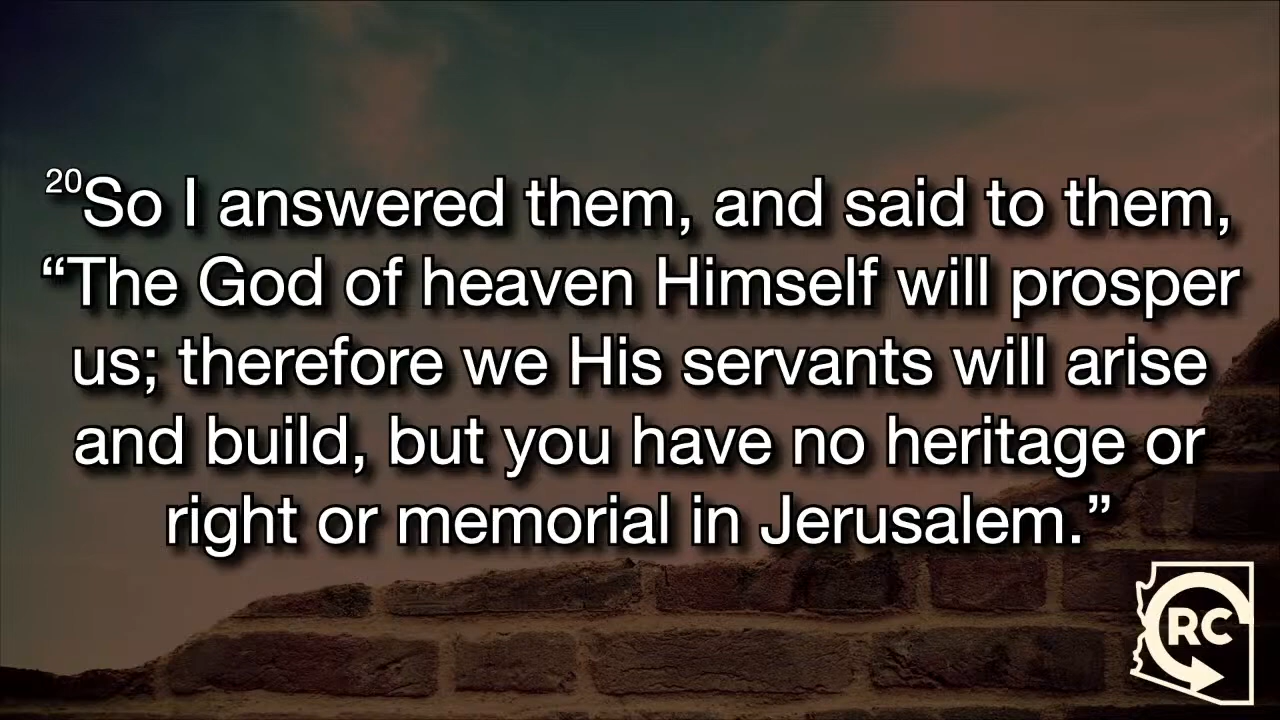 20So I answered them, and said to them,
“The God of heaven Himself will prosper
us; therefore we His servants will arise
and build, but you have no heritage or
right or memorial in Jerusalem.”
RC